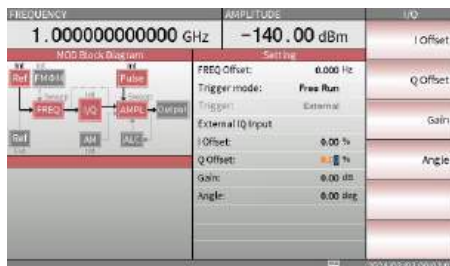 FREQUENCY
AMPLITUDE
I/Q
1.000000000000 GHz
-140.00 dBm
MOD Block Diagram
Setting
Ref
Pulse
FREQ
I/Q
AMPL
Output
Ref
AM
ALC
FREQ Offset: 0.000 Hz
Trigger mode: Free Run
Trigger: External
External IQ Input
I Offset: 0.00 %
Q Offset: %
Gain: 0.00 dB
Angle: 0.00 deg
I Offset
Q Offset
Gain
Angle